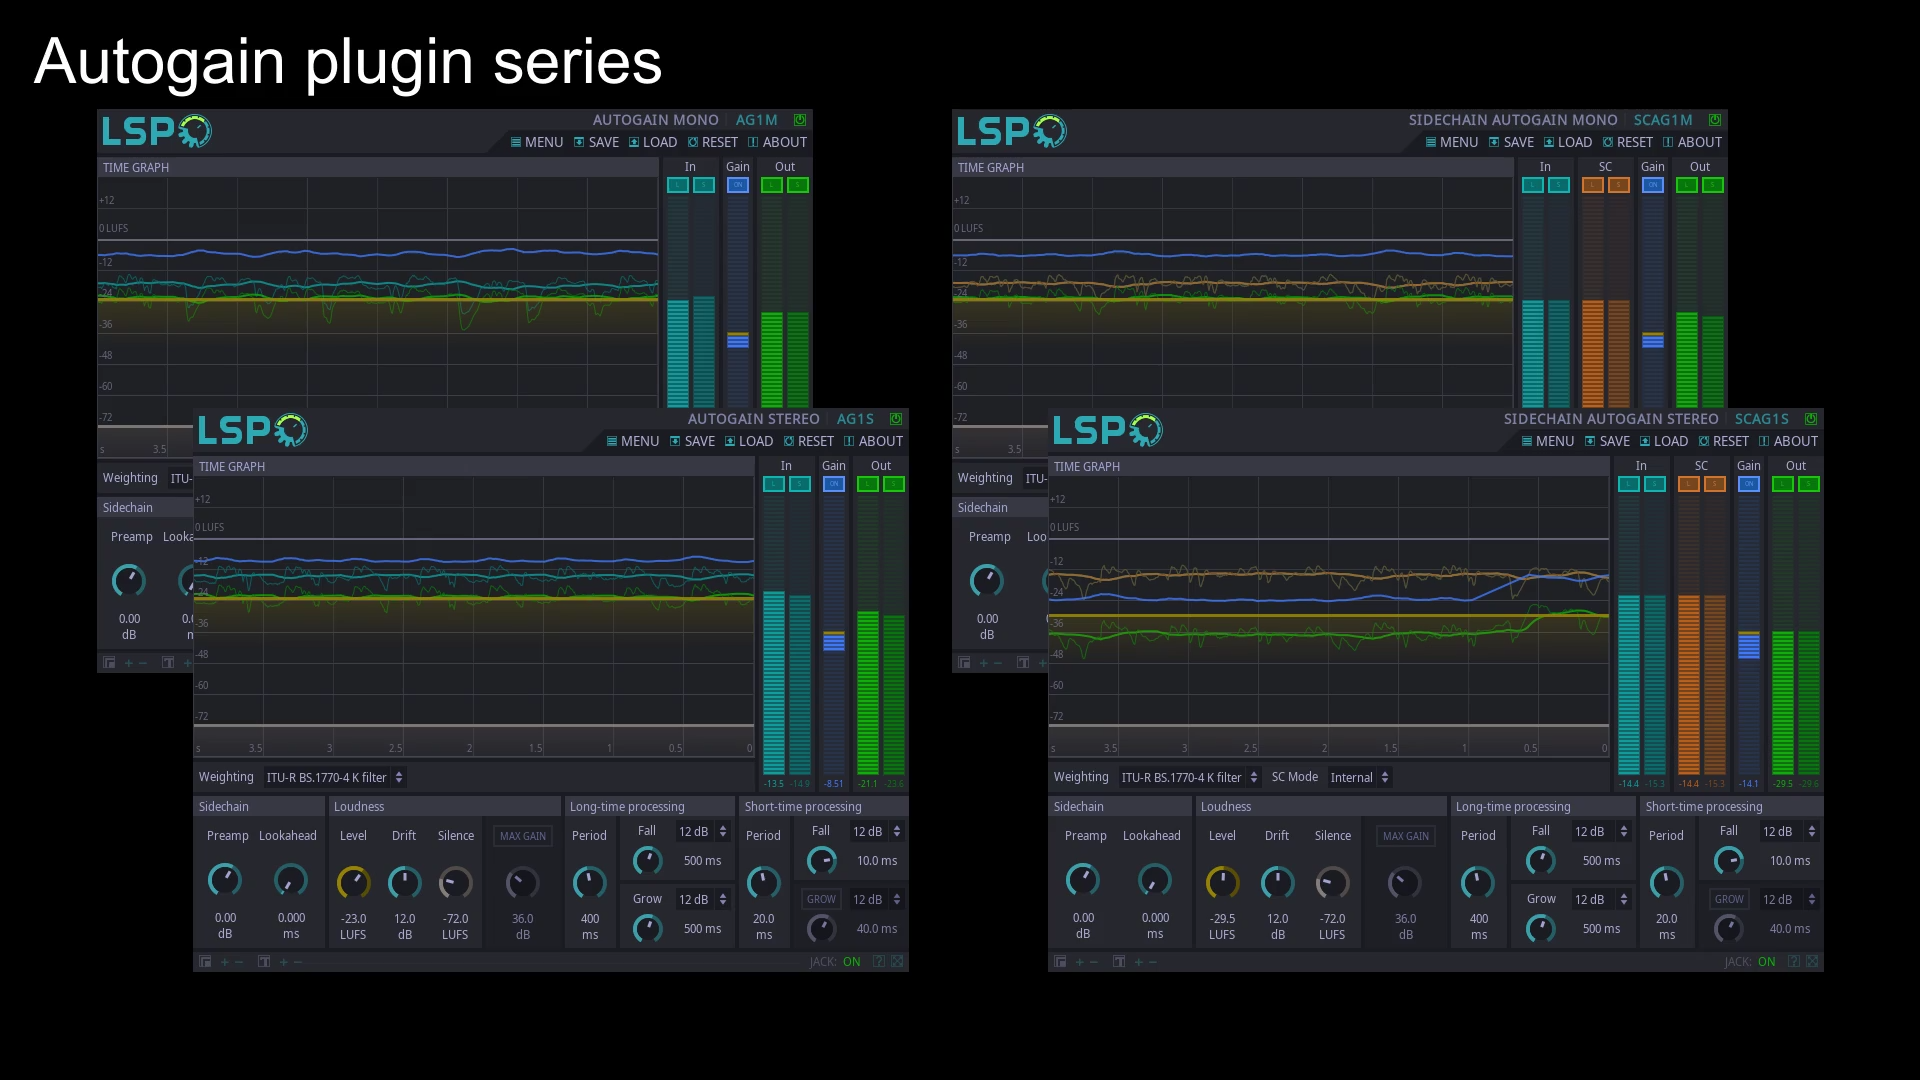 Autogain plugin series
LSP
AUTOGAIN MONO AG1M
MENU SAVE LOAD RESET ABOUT
TIME GRAPH
In Gain Out
L S ON L S
+12
0 LUFS
-12
-24
-36
-48
-60
-72
s 3.5
Weighting ITU-
Sidechain
Preamp Looka
0.00 0.
dB
+ - T +
LSP
SIDECHAIN AUTOGAIN MONO SCAG1M
MENU SAVE LOAD RESET ABOUT
TIME GRAPH
In SC Gain Out
L S L S ON L S
+12
0 LUFS
-12
-24
-36
-48
-60
-72
s 3.5
Weighting ITU-
Sidechain
Preamp Loo
0.00
dB
+ - T +
LSP
AUTOGAIN STEREO AG1S
MENU SAVE LOAD RESET ABOUT
TIME GRAPH
In Gain Out
L S ON L S
+12
0 LUFS
-12
-24
-36
-48
-60
-72
s 3.5 3 2.5 2 1.5 1 0.5 0
-13.5 -14.9 -8.51 -21.1 -23.6
Weighting ITU-R BS.1770-4 K filter
Sidechain Loudness Long-time processing Short-time processing
Preamp Lookahead Level Drift Silence MAX GAIN Period Fall 12 dB Period Fall 12 dB
500 ms 10.0 ms
Grow 12 dB GROW 12 dB
0.00 0.000 -23.0 12.0 -72.0 36.0 400 500 ms 20.0 40.0 ms
dB ms LUFS dB LUFS dB ms ms
+ - T + - JACK: ON ?
LSP
SIDECHAIN AUTOGAIN STEREO SCAG1S
MENU SAVE LOAD RESET ABOUT
TIME GRAPH
In SC Gain Out
L S L S ON L S
+12
0 LUFS
-12
-24
-36
-48
-60
-72
s 3.5 3 2.5 2 1.5 1 0.5 0
-14.4 -15.3 -14.4 -15.3 -14.1 -29.5 -29.6
Weighting ITU-R BS.1770-4 K filter SC Mode Internal
Sidechain Loudness Long-time processing Short-time processing
Preamp Lookahead Level Drift Silence MAX GAIN Period Fall 12 dB Period Fall 12 dB
500 ms 10.0 ms
Grow 12 dB GROW 12 dB
0.00 0.000 -29.5 12.0 -72.0 36.0 400 500 ms 20.0 40.0 ms
dB ms LUFS dB LUFS dB ms ms
+ - T + - JACK: ON ?